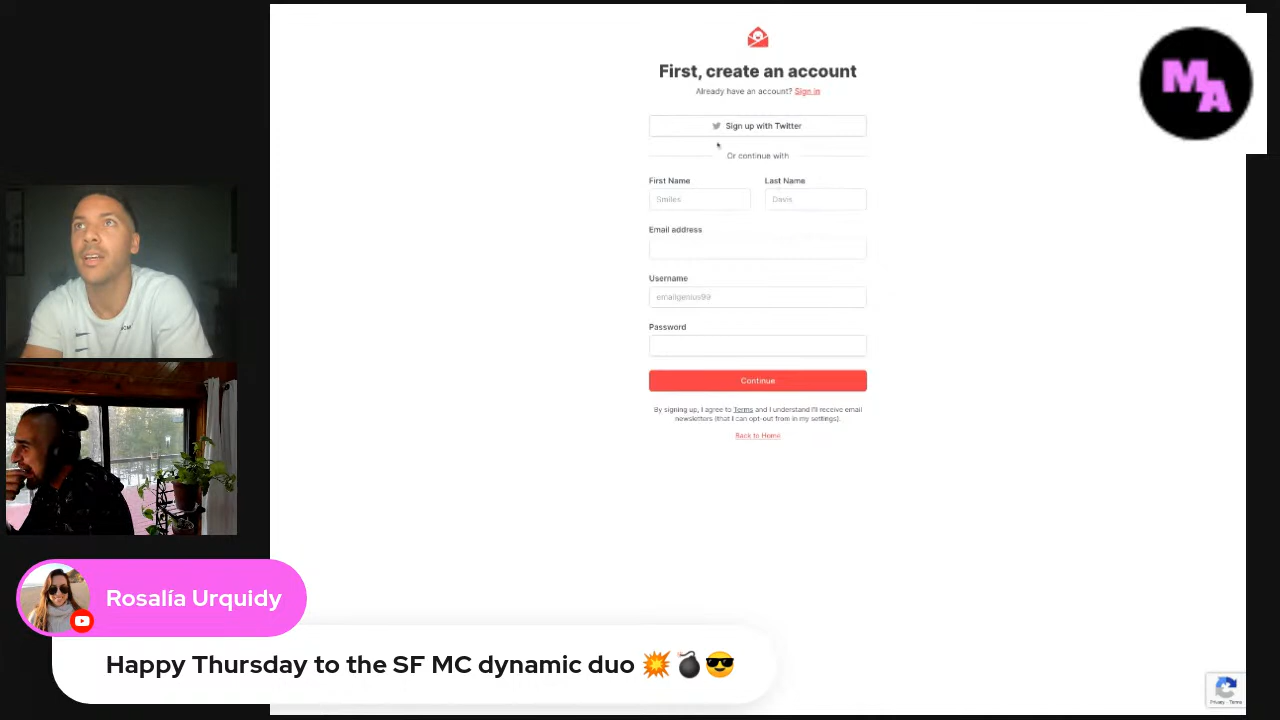 MA
First, create an account
Already have an account? Sign in
Sign up with Twitter
Or continue with
First Name
Last Name
Smiles
Davis
Email address
Username
emailgenius99
Password
Continue
By signing up, I agree to Terms and I understand I'll receive email
newsletters (that I can opt-out from in my settings).
Back to Home
Rosalía Urquidy
Happy Thursday to the SF MC dynamic duo 💥💣😎
Privacy - Terms